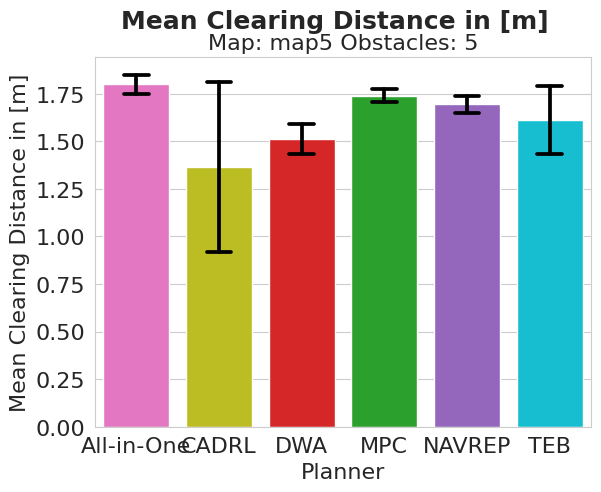 Mean Clearing Distance in [m]
Map: map5 Obstacles: 5
Mean Clearing Distance in [m]
1.75
1.50
1.25
1.00
0.75
0.50
0.25
0.00
All-in-One CADRL DWA MPC NAVREP TEB
Planner